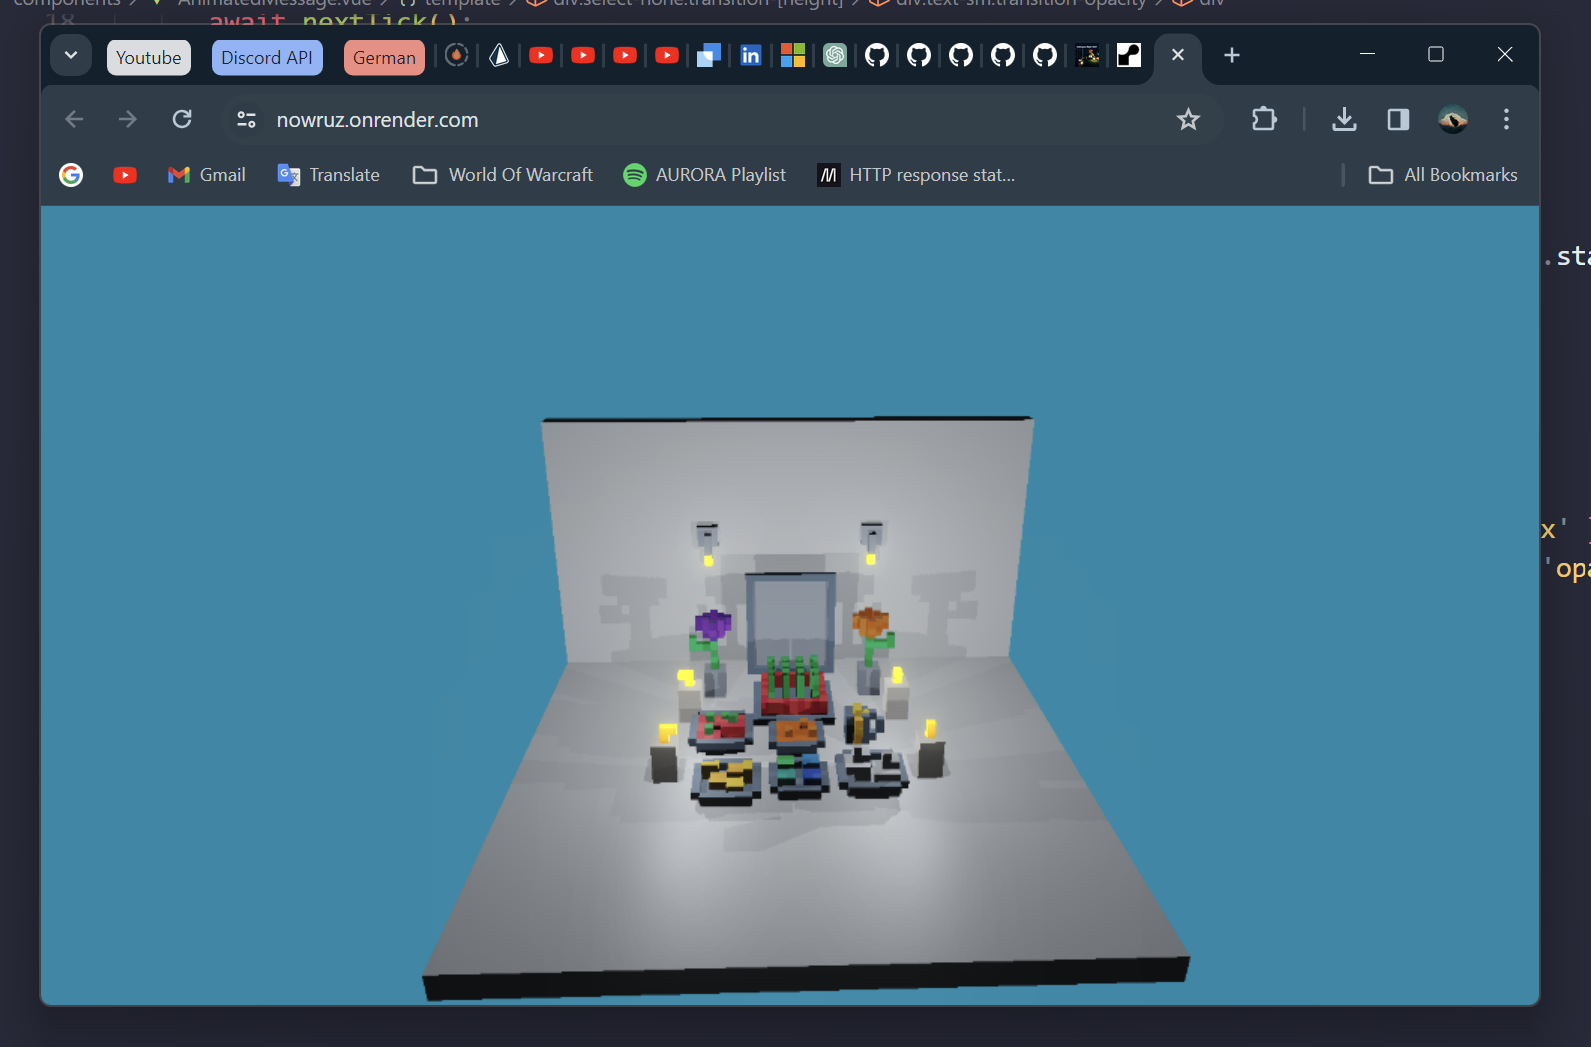 components > AnimatedMessage.vue > {} template > div.select-none.transition-[height] > div.text-sm.transition-opacity > div
18 await nextTick();
Youtube Discord API German
nowruz.onrender.com
Gmail Translate World Of Warcraft AURORA Playlist HTTP response stat... All Bookmarks
.sta
x'
'opa